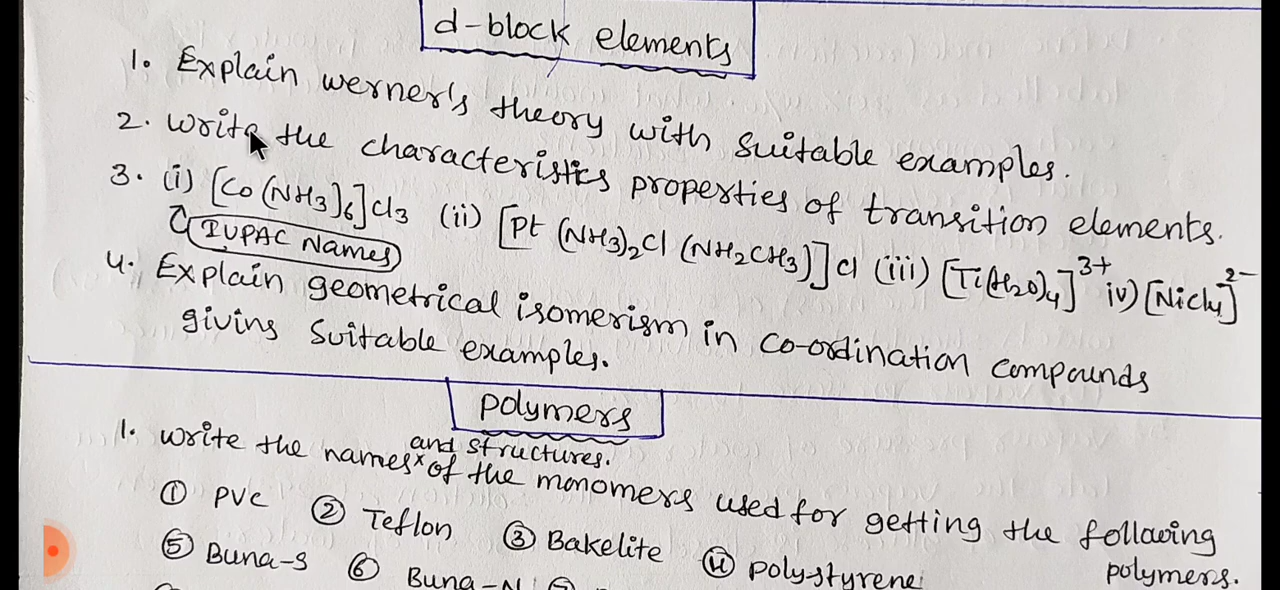 d-block elements
1. Explain werner's theory with suitable examples.
2. write the characteristics properties of transition elements.
3. (i) [Co(NH3)6]Cl3 (ii) [Pt (NH3)2Cl (NH2CH3)]Cl (iii) [Ti(H2O)4]3+ iv) [NiCl4]2-
IUPAC Names
4. Explain geometrical isomerism in co-ordination compounds
giving suitable examples.
polymers
and structures.
1. write the names x of the monomers used for getting the following
polymers.
① PVC ② Teflon ③ Bakelite ④ polystyrene
⑤ Buna-s ⑥ Buna-N